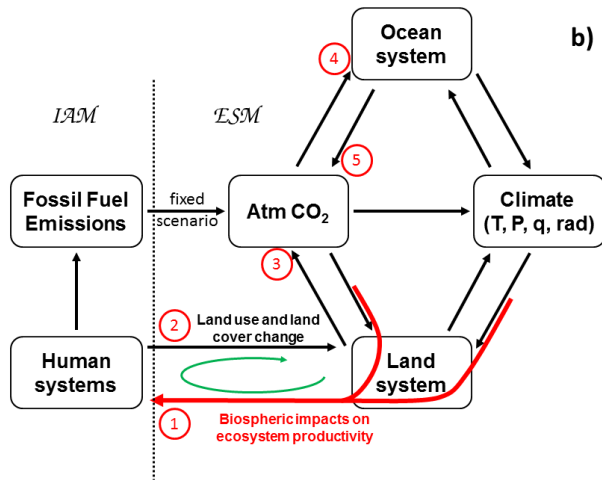 b)
Ocean
system
4
IAM
ESM
5
Fossil Fuel
Emissions
fixed
scenario
Atm CO₂
Climate
(T, P, q, rad)
3
2
Land use and land
cover change
Human
systems
Land
system
1
Biospheric impacts on
ecosystem productivity